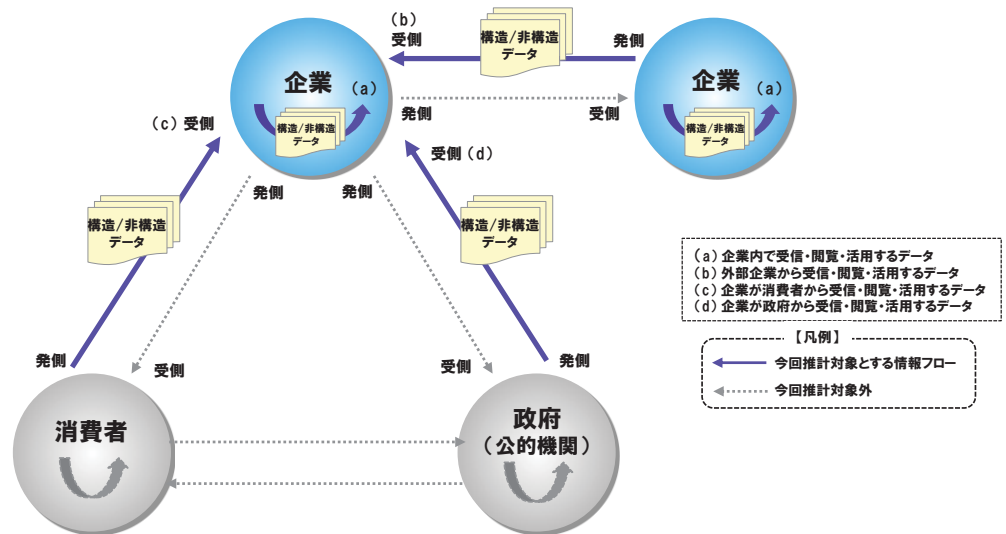 (b)
受側
構造/非構造
データ
発側
企業
(a)
構造/非構造
データ
発側
受側
企業
(a)
構造/非構造
データ
(c)受側
受側(d)
発側
発側
構造/非構造
データ
構造/非構造
データ
(a)企業内で受信・閲覧・活用するデータ
(b)外部企業から受信・閲覧・活用するデータ
(c)企業が消費者から受信・閲覧・活用するデータ
(d)企業が政府から受信・閲覧・活用するデータ
【凡例】
今回推計対象とする情報フロー
今回推計対象外
発側
受側
受側
発側
消費者
政府
(公的機関)